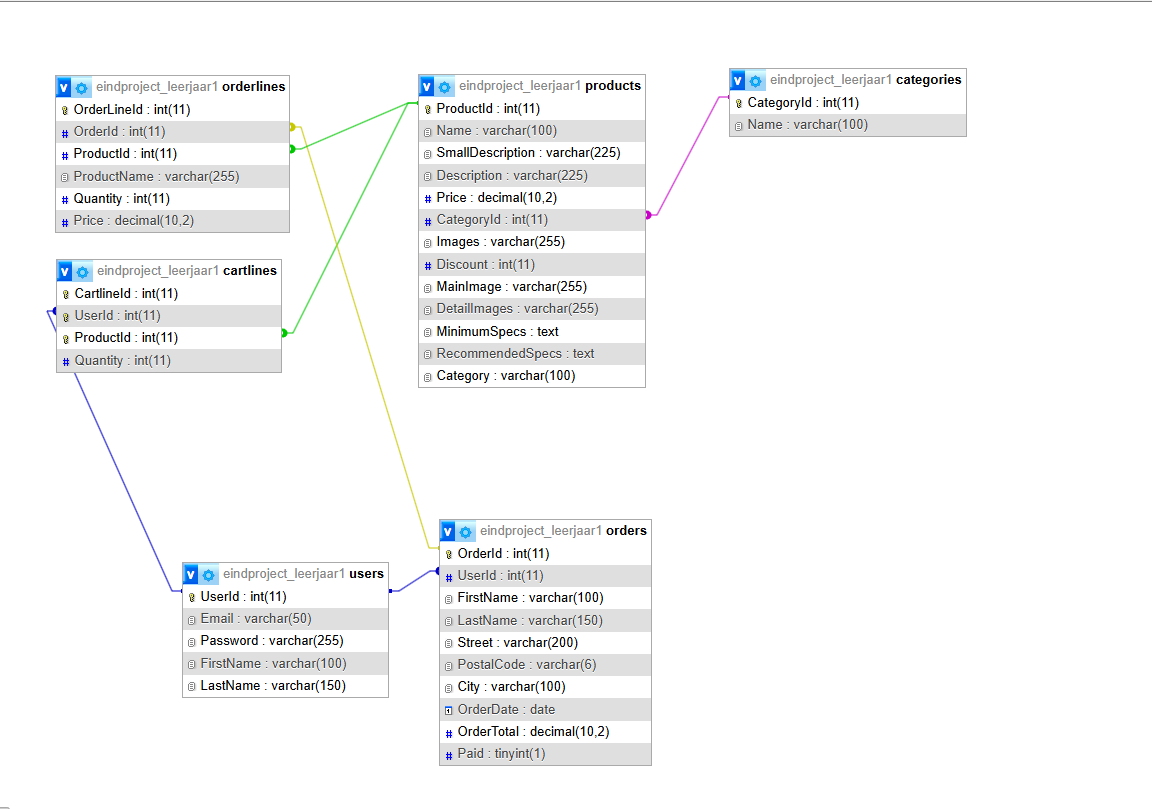 eindproject_leerjaar1 orderlines
OrderLineId : int(11)
OrderId : int(11)
ProductId : int(11)
ProductName : varchar(255)
Quantity : int(11)
Price : decimal(10,2)
eindproject_leerjaar1 products
ProductId : int(11)
Name : varchar(100)
SmallDescription : varchar(225)
Description : varchar(225)
Price : decimal(10,2)
CategoryId : int(11)
Images : varchar(255)
Discount : int(11)
MainImage : varchar(255)
DetailImages : varchar(255)
MinimumSpecs : text
RecommendedSpecs : text
Category : varchar(100)
eindproject_leerjaar1 categories
CategoryId : int(11)
Name : varchar(100)
eindproject_leerjaar1 cartlines
CartlineId : int(11)
UserId : int(11)
ProductId : int(11)
Quantity : int(11)
eindproject_leerjaar1 users
UserId : int(11)
Email : varchar(50)
Password : varchar(255)
FirstName : varchar(100)
LastName : varchar(150)
eindproject_leerjaar1 orders
OrderId : int(11)
UserId : int(11)
FirstName : varchar(100)
LastName : varchar(150)
Street : varchar(200)
PostalCode : varchar(6)
City : varchar(100)
OrderDate : date
OrderTotal : decimal(10,2)
Paid : tinyint(1)